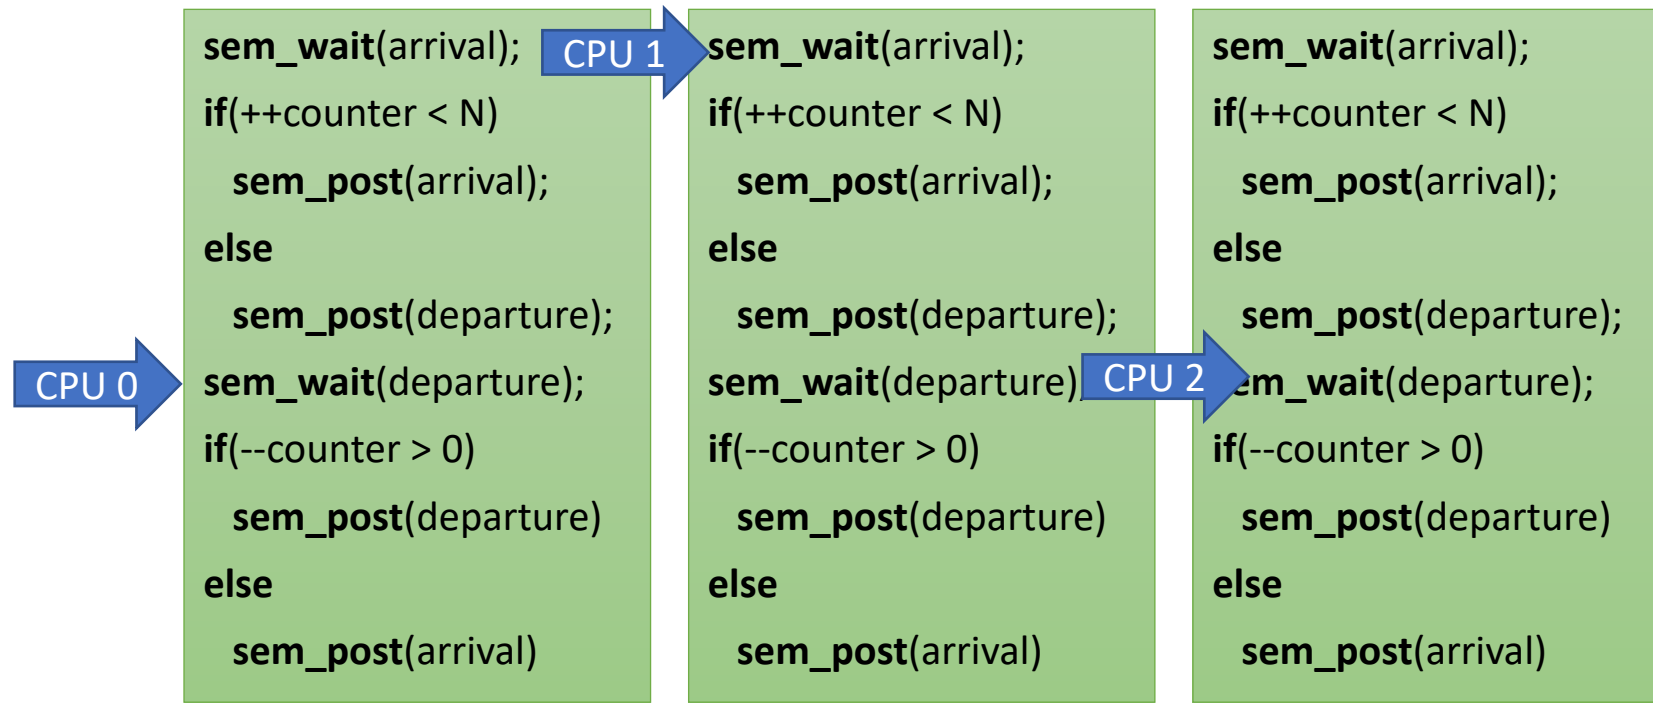 sem_wait(arrival);
if(++counter < N)
sem_post(arrival);
else
sem_post(departure);
sem_wait(departure);
if(--counter > 0)
sem_post(departure)
else
sem_post(arrival)
CPU 0
sem_wait(arrival);
if(++counter < N)
sem_post(arrival);
else
sem_post(departure);
sem_wait(departure)
if(--counter > 0)
sem_post(departure)
else
sem_post(arrival)
CPU 1
sem_wait(arrival);
if(++counter < N)
sem_post(arrival);
else
sem_post(departure);
em_wait(departure);
if(--counter > 0)
sem_post(departure)
else
sem_post(arrival)
CPU 2